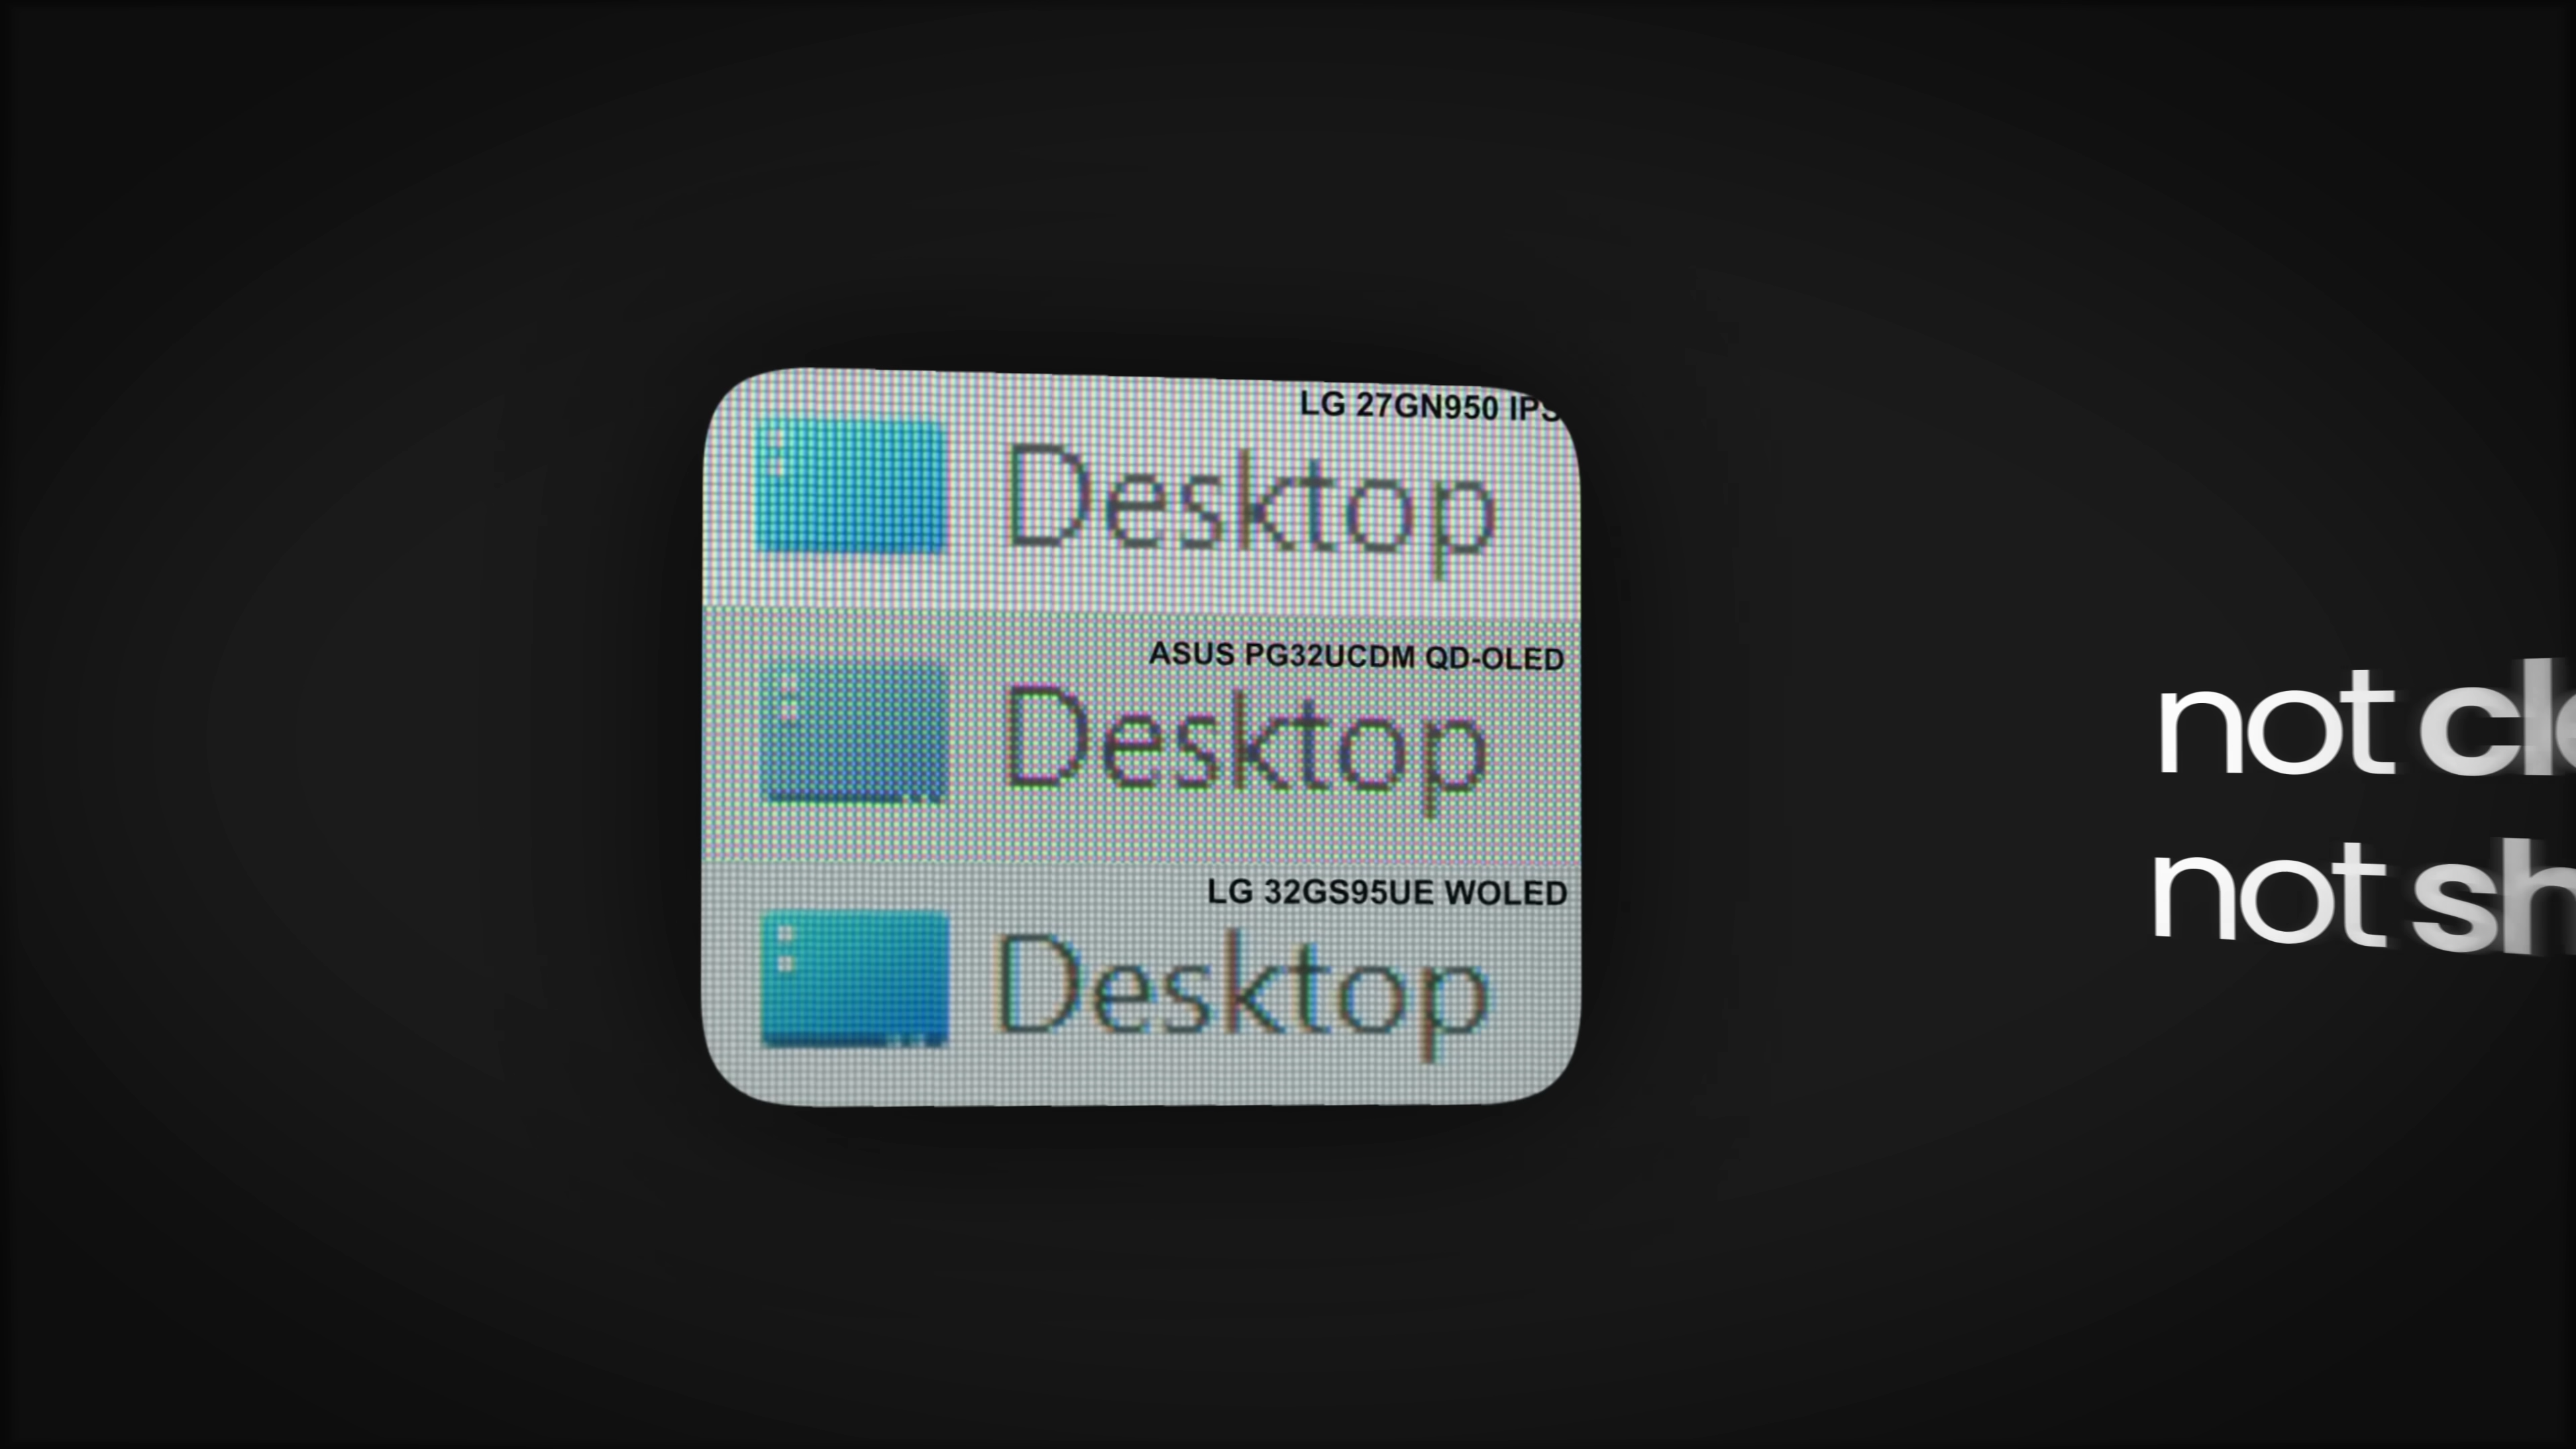 LG 27GN950 IPS
Desktop
ASUS PG32UCDM QD-OLED
Desktop
LG 32GS95UE WOLED
Desktop
not
not